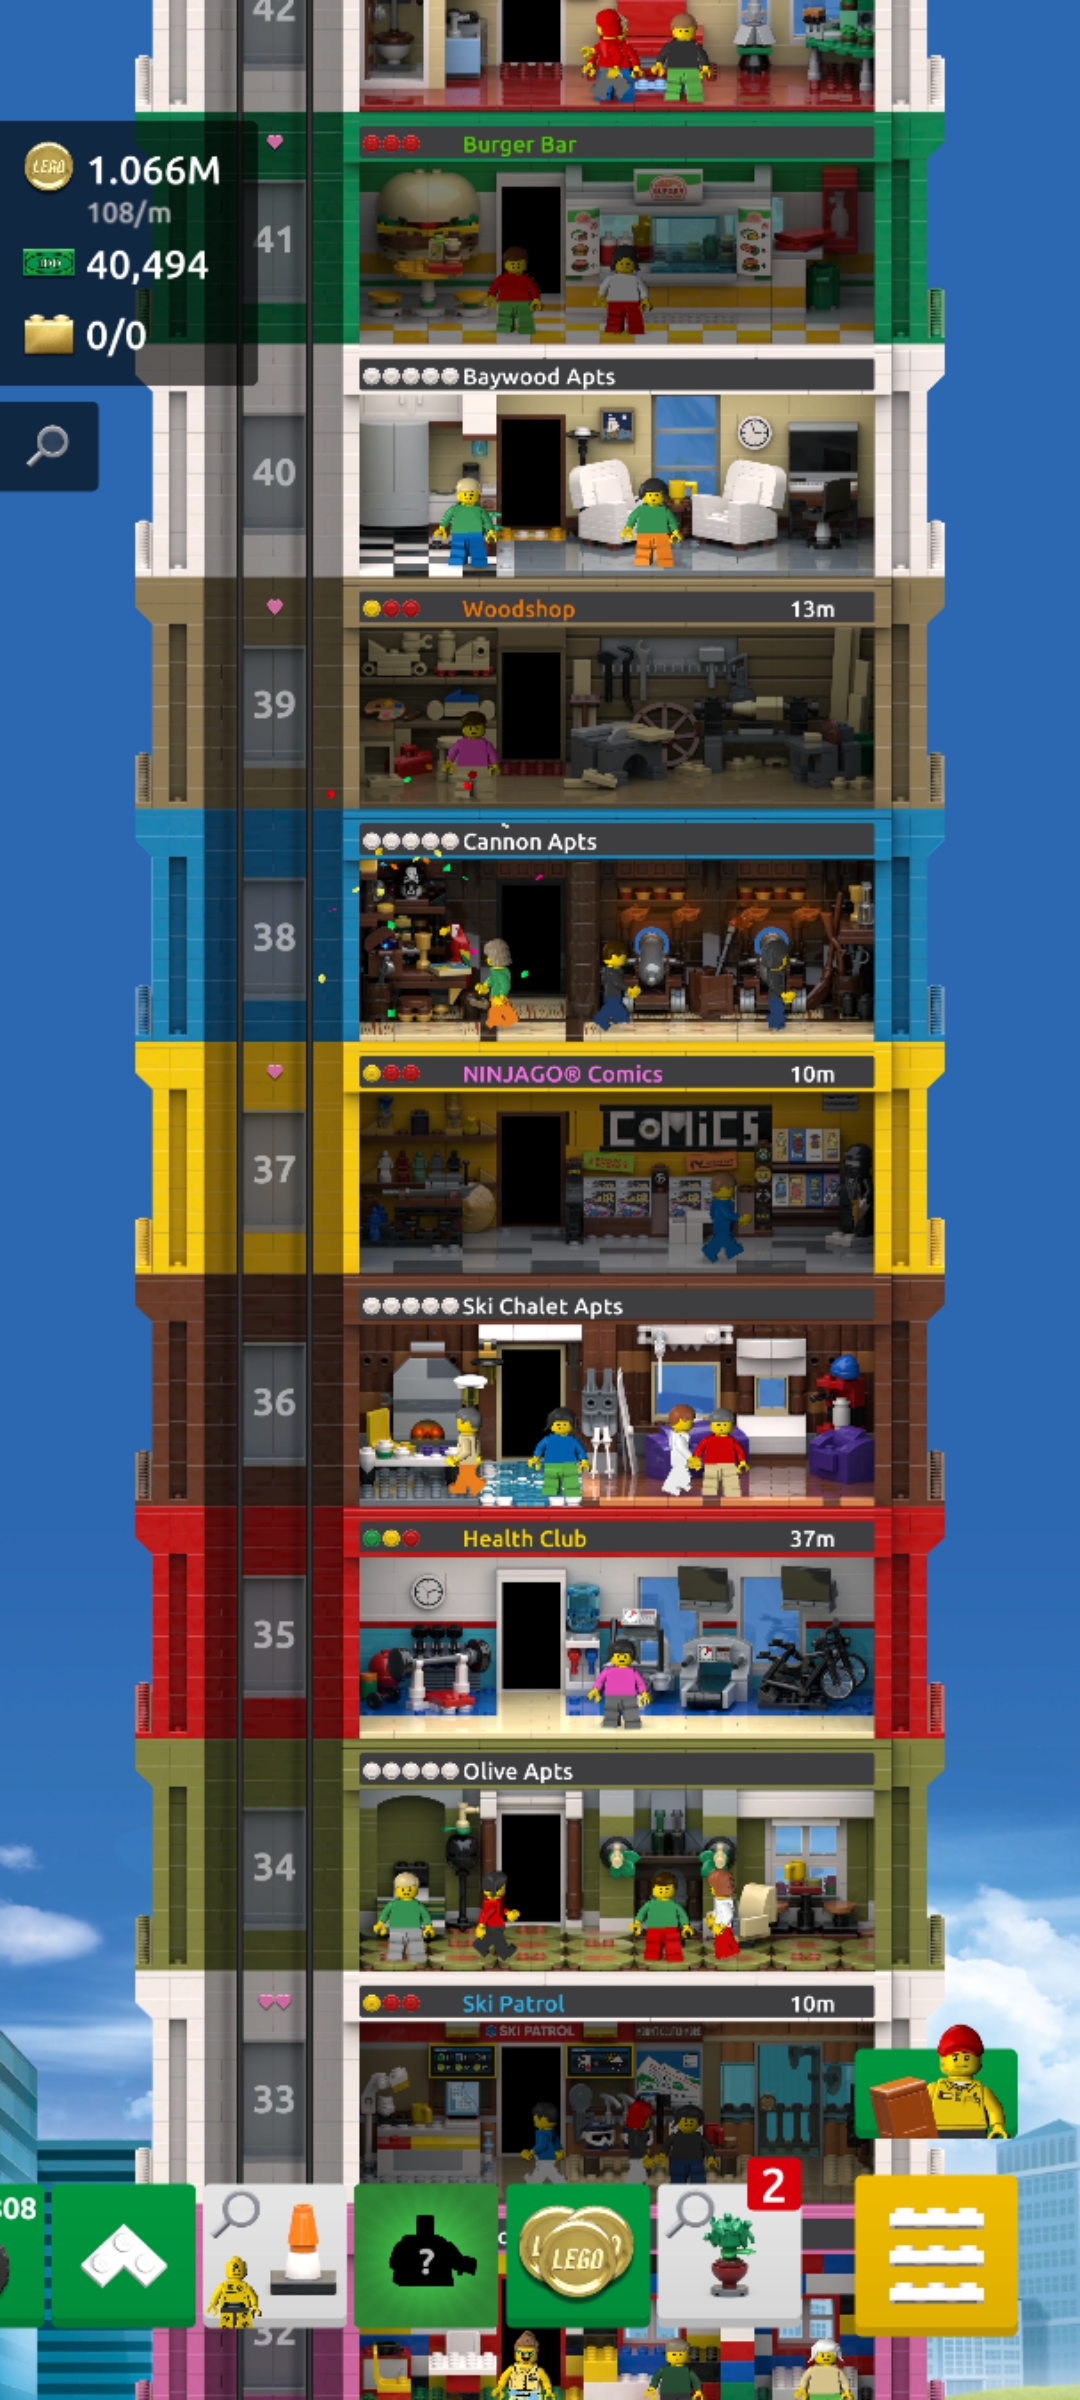 42
Burger Bar
LEGO 1.066M
108/m
41
40,494
0/0
Baywood Apts
40
Woodshop 13m
39
Cannon Apts
38
NINJAGO® Comics 10m
COMICS
37
Ski Chalet Apts
36
Health Club 37m
35
Olive Apts
34
Ski Patrol 10m
SKI PATROL
33
2
808
?
LEGO
32